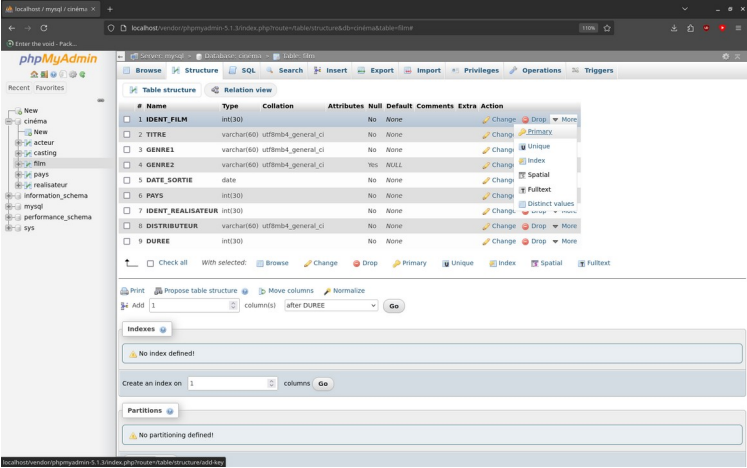 localhost / mysql / cinéma
localhost/vendor/phpmyadmin-5.1.3/index.php?route=/table/structure&db=cinéma&table=film#
110%
Enter the void - Pack...
phpMyAdmin
Recent Favorites
New
cinéma
New
acteur
casting
film
pays
realisateur
information_schema
mysql
performance_schema
sys
Server: mysql » Database: cinéma » Table: film
Browse Structure SQL Search Insert Export Import Privileges Operations Triggers
Table structure Relation view
# Name Type Collation Attributes Null Default Comments Extra Action
1 IDENT_FILM int(30) No None Change Drop More
2 TITRE varchar(60) utf8mb4_general_ci No None Change
3 GENRE1 varchar(60) utf8mb4_general_ci No None Change
4 GENRE2 varchar(60) utf8mb4_general_ci Yes NULL Change
5 DATE_SORTIE date No None Change
6 PAYS int(30) No None Change
7 IDENT_REALISATEUR int(30) No None Change Drop More
8 DISTRIBUTEUR varchar(60) utf8mb4_general_ci No None Change Drop More
9 DUREE int(30) No None Change Drop More
Primary
Unique
Index
Spatial
Fulltext
Distinct values
Check all With selected: Browse Change Drop Primary Unique Index Spatial Fulltext
Print Propose table structure Move columns Normalize
Add 1 column(s) after DUREE Go
Indexes
No index defined!
Create an index on 1 columns Go
Partitions
No partitioning defined!
localhost/vendor/phpmyadmin-5.1.3/index.php?route=/table/structure/add-key